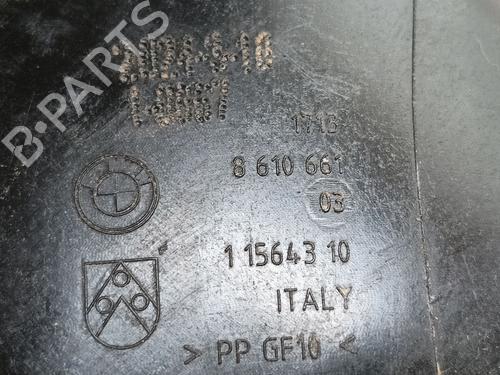 B-PARTS
1713
8 610 661
03
1 15643 10
ITALY
> PP GF10 <